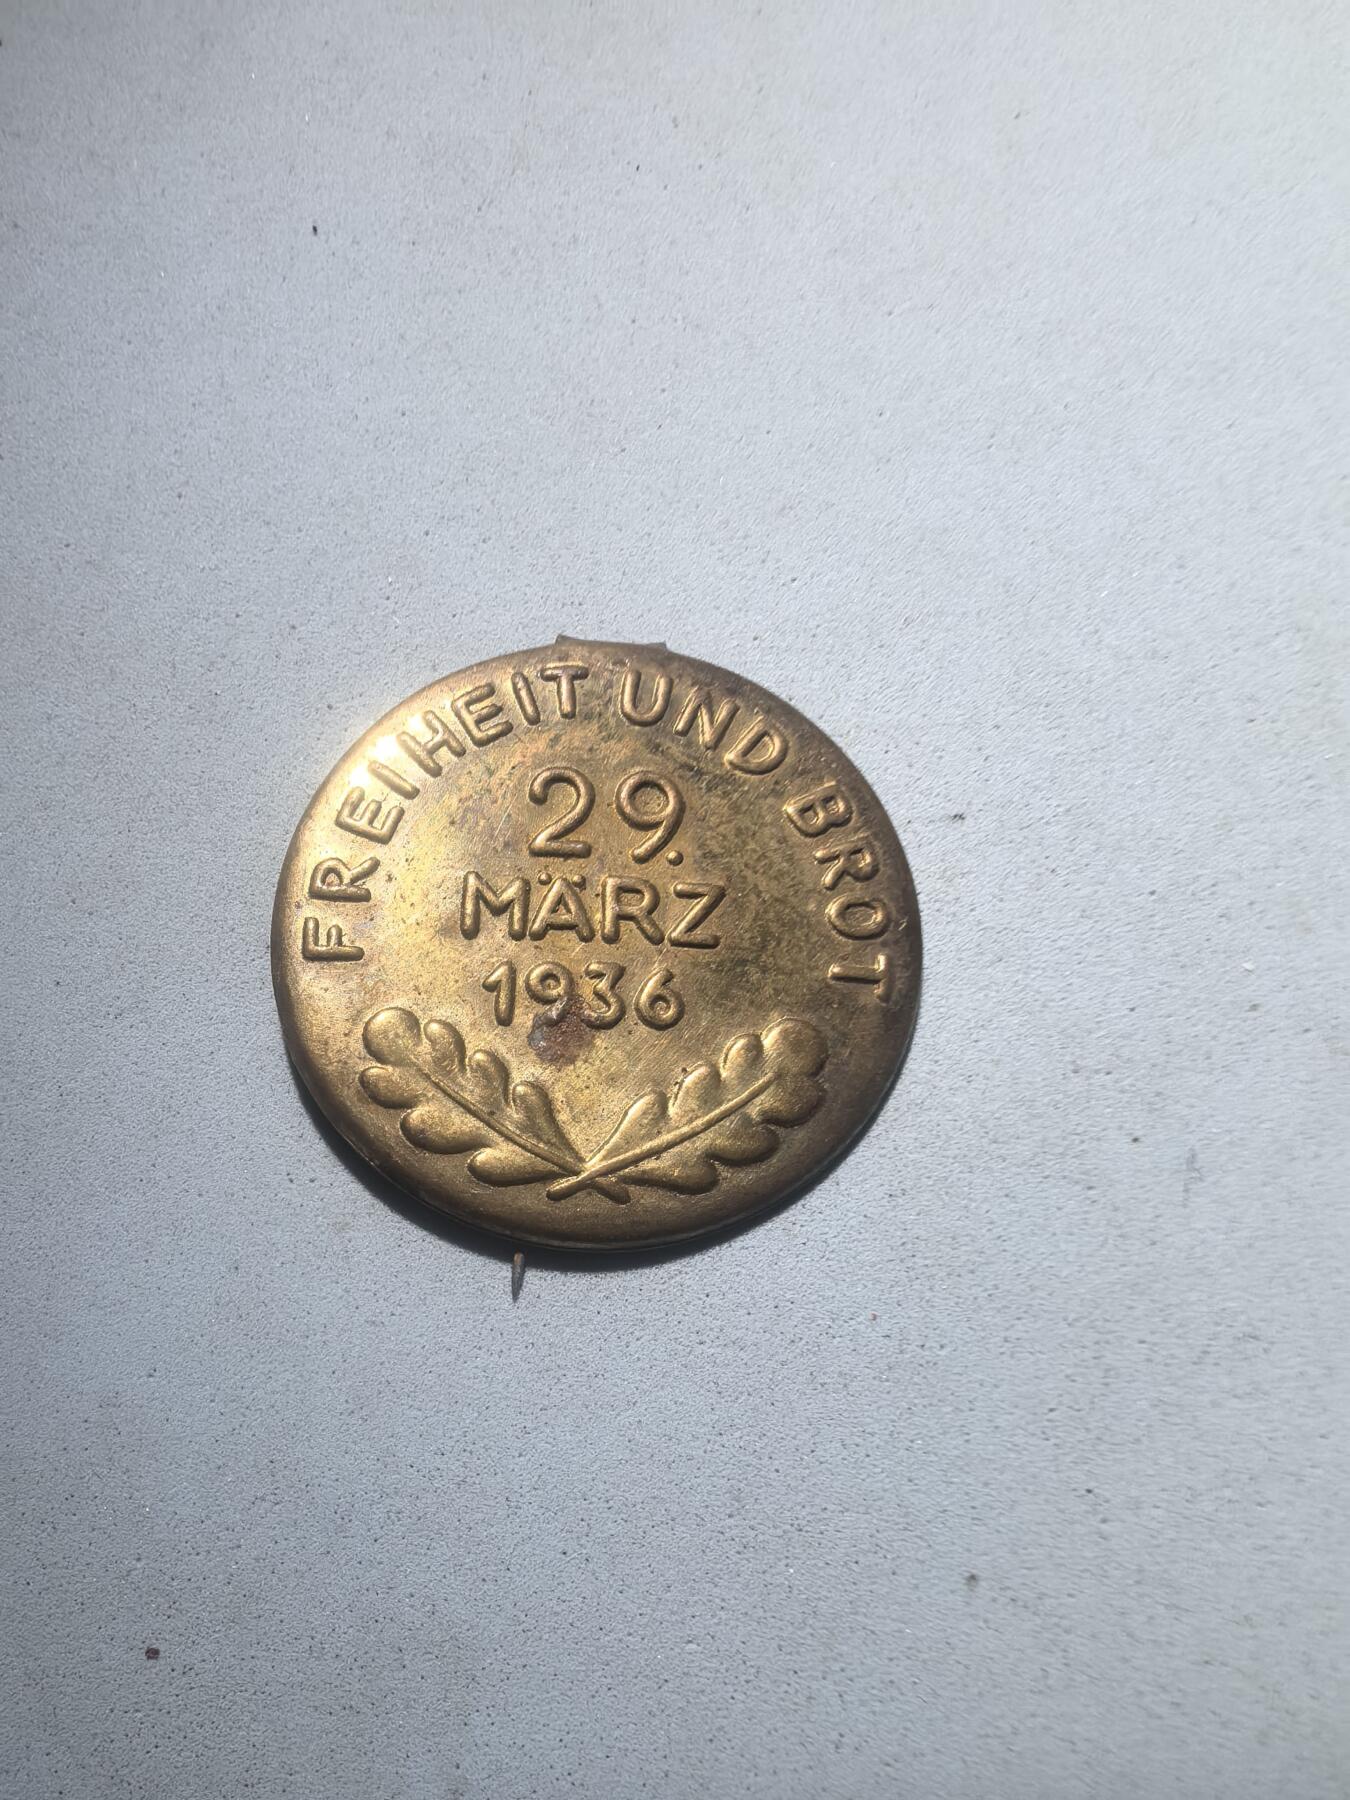 FREIHEIT UND BROT
29.
MÄRZ
1936